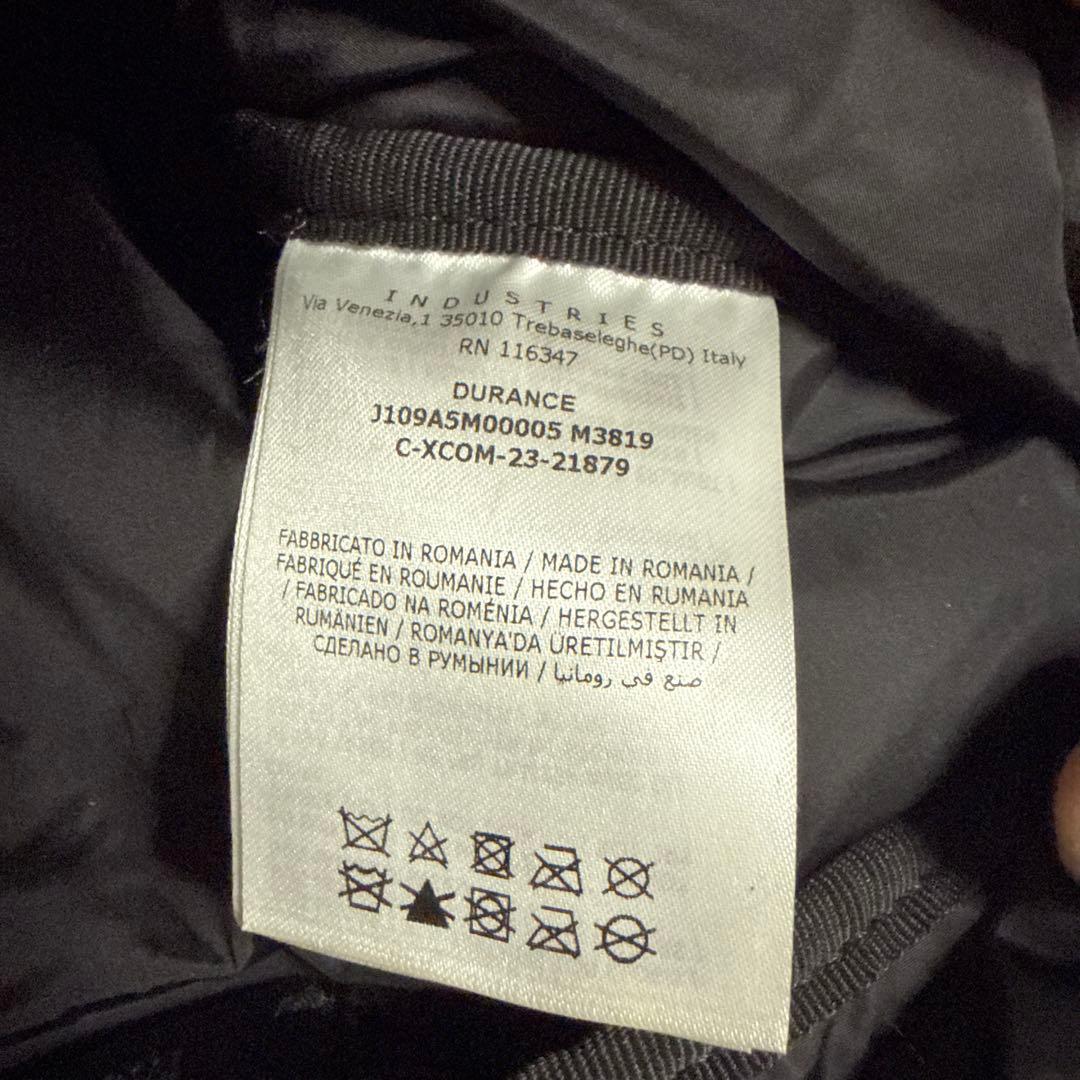 INDUSTRIES
Via Venezia,1 35010 Trebaseleghe(PD) Italy
RN 116347
DURANCE
J109A5M00005 M3819
C-XCOM-23-21879
FABBRICATO IN ROMANIA / MADE IN ROMANIA /
FABRIQUÉ EN ROUMANIE / HECHO EN RUMANIA
/ FABRICADO NA ROMÉNIA / HERGESTELLT IN
RUMÄNIEN / ROMANYA'DA ÜRETILMIŞTIR /
СДЕЛАНО В РУМЫНИИ / صنع في رومانيا